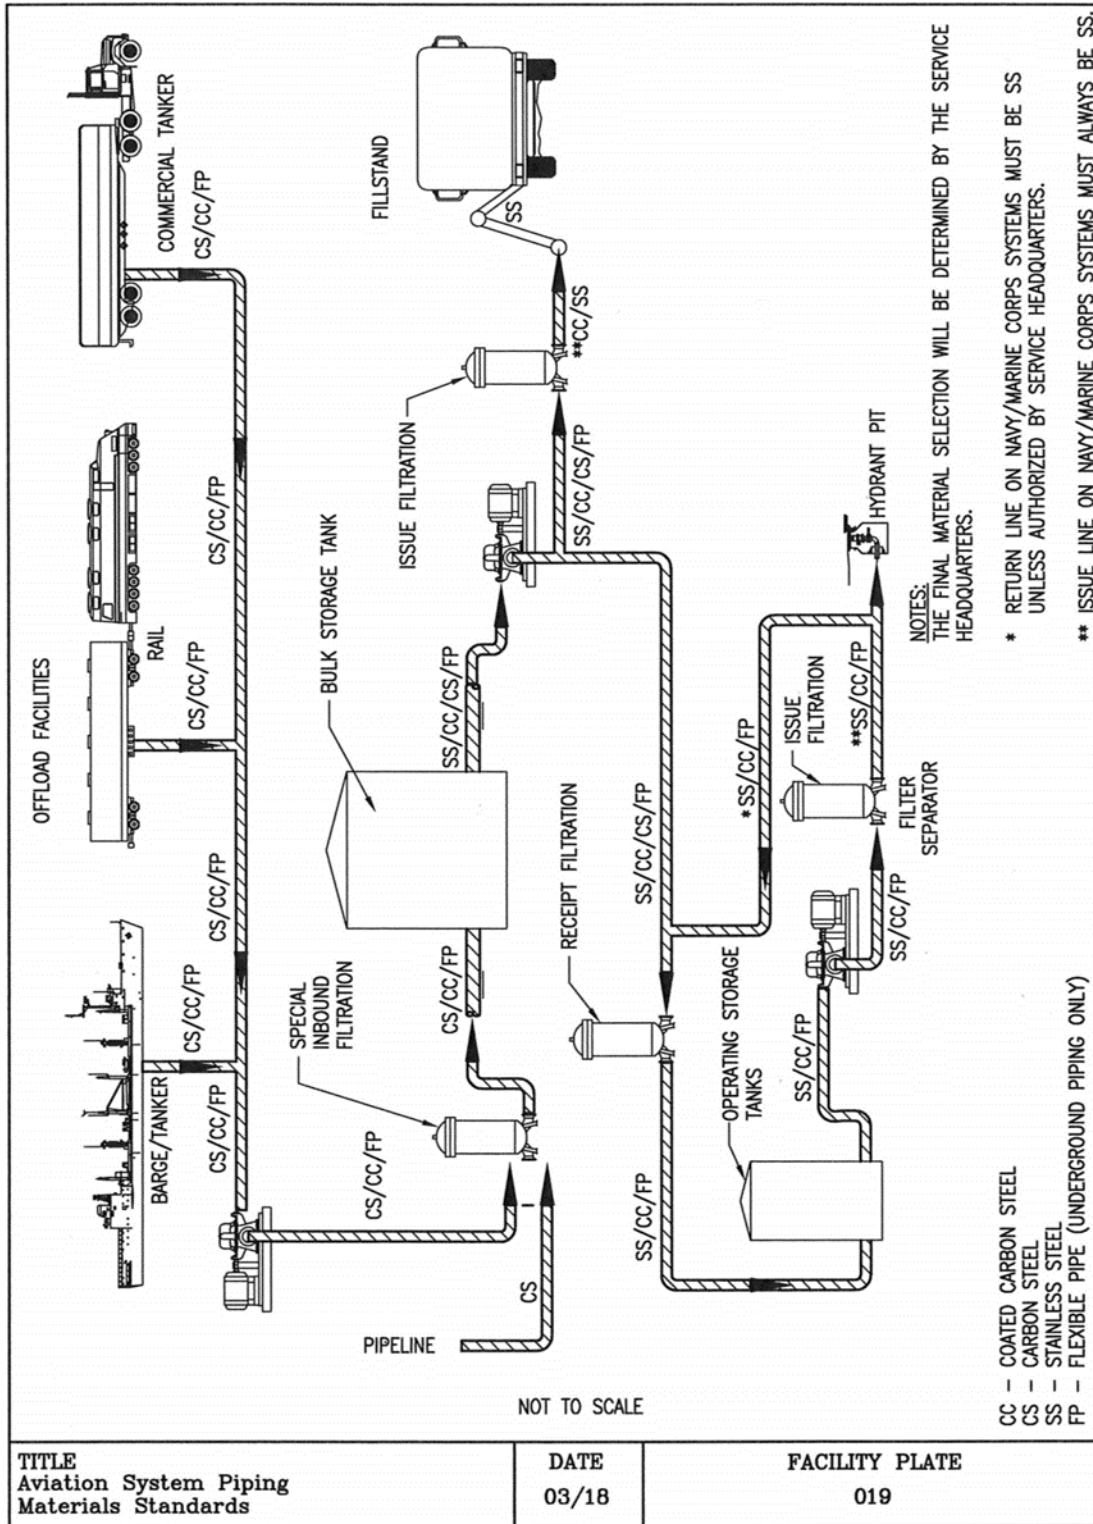 OFFLOAD FACILITIES
BARGE/TANKER
RAIL
COMMERCIAL TANKER
CS/CC/FP
CS/CC/FP
CS/CC/FP
CS/CC/FP
CS/CC/FP
CS/CC/FP
CS/CC/FP
PIPELINE
CS
SPECIAL
INBOUND
FILTRATION
CS/CC/FP
BULK STORAGE TANK
SS/CC/CS/FP
ISSUE FILTRATION
FILLSTAND
SS
**CC/SS
SS/CC/CS/FP
RECEIPT FILTRATION
SS/CC/CS/FP
SS/CC/FP
OPERATING STORAGE
TANKS
SS/CC/FP
*SS/CC/FP
SS/CC/FP
ISSUE
FILTRATION
FILTER
SEPARATOR
**SS/CC/FP
HYDRANT PIT
NOTES:
THE FINAL MATERIAL SELECTION WILL BE DETERMINED BY THE SERVICE
HEADQUARTERS.
* RETURN LINE ON NAVY/MARINE CORPS SYSTEMS MUST BE SS
UNLESS AUTHORIZED BY SERVICE HEADQUARTERS.
** ISSUE LINE ON NAVY/MARINE CORPS SYSTEMS MUST ALWAYS BE SS.
NOT TO SCALE
CC - COATED CARBON STEEL
CS - CARBON STEEL
SS - STAINLESS STEEL
FP - FLEXIBLE PIPE (UNDERGROUND PIPING ONLY)
TITLE
Aviation System Piping
Materials Standards
DATE
03/18
FACILITY PLATE
019